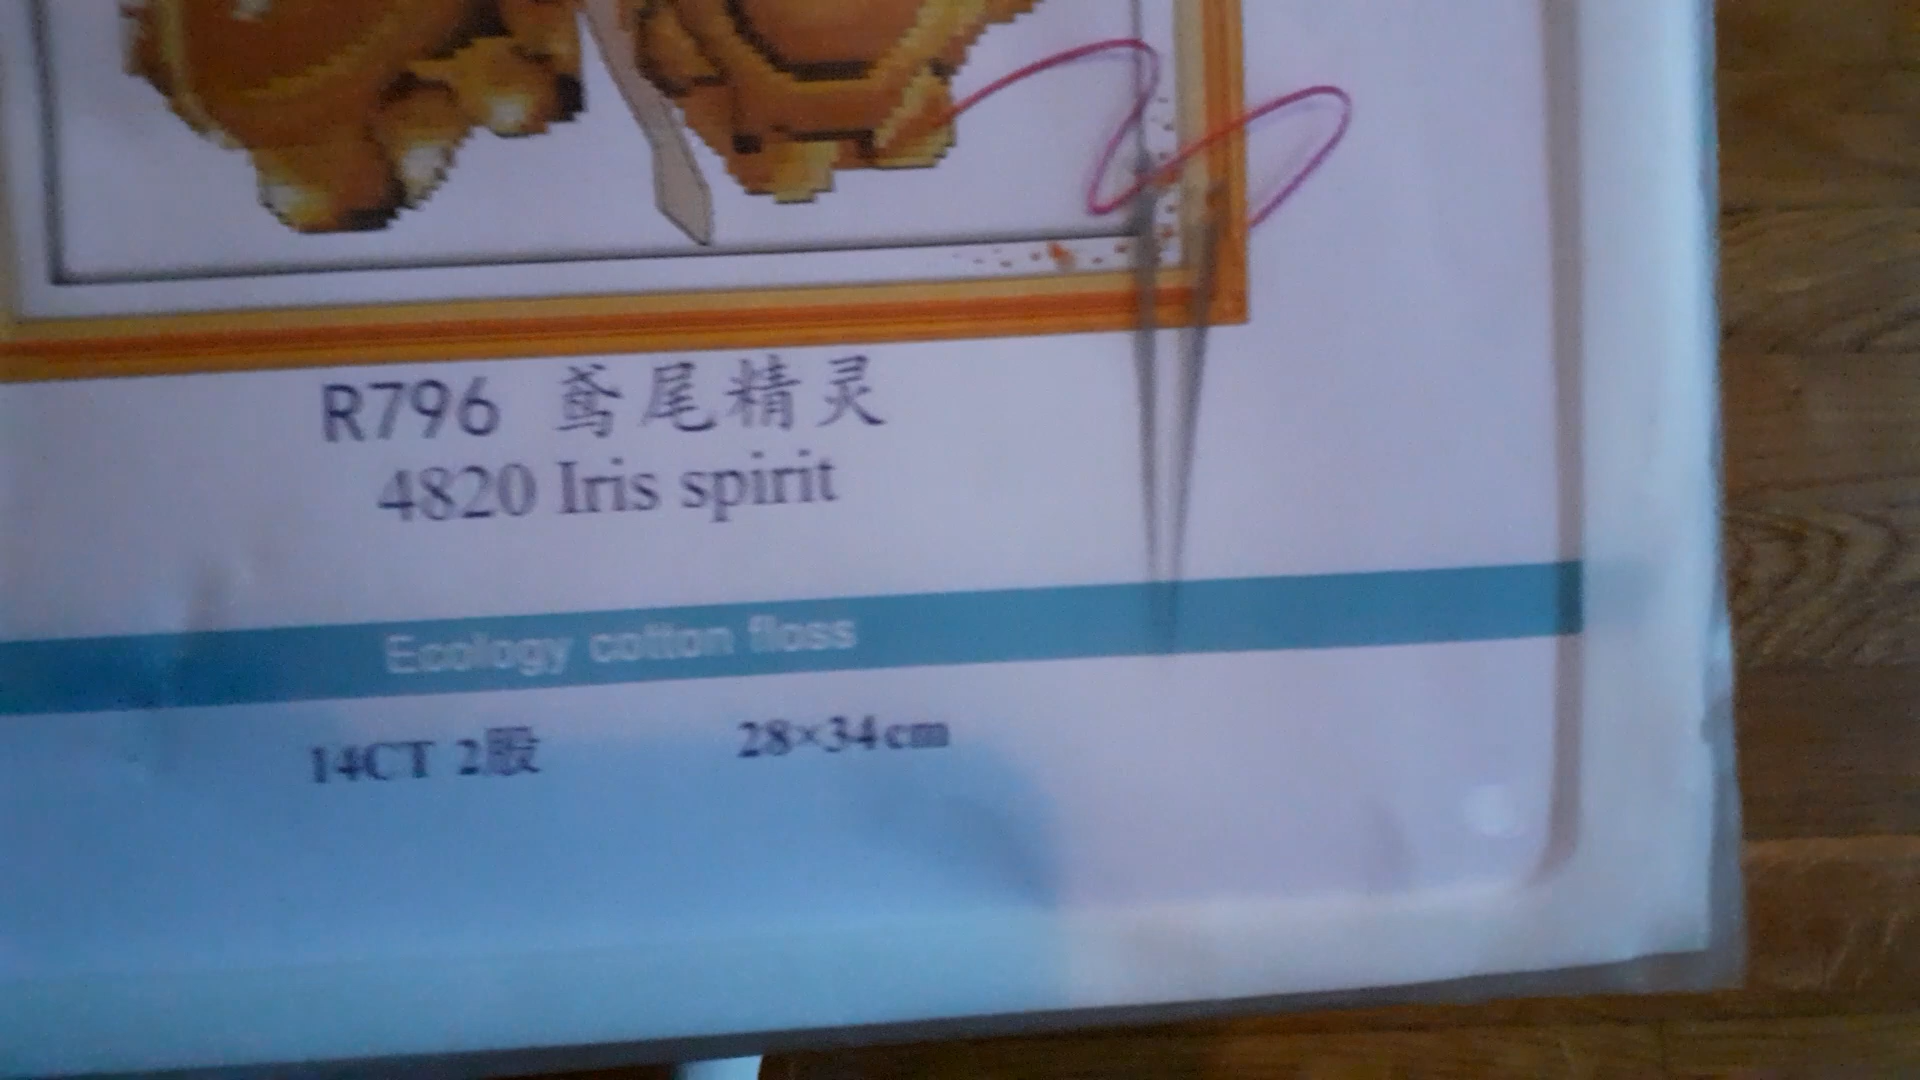 R796 鸢尾精灵
4820 Iris spirit
Ecology cotton floss
14CT 2股 28×34cm